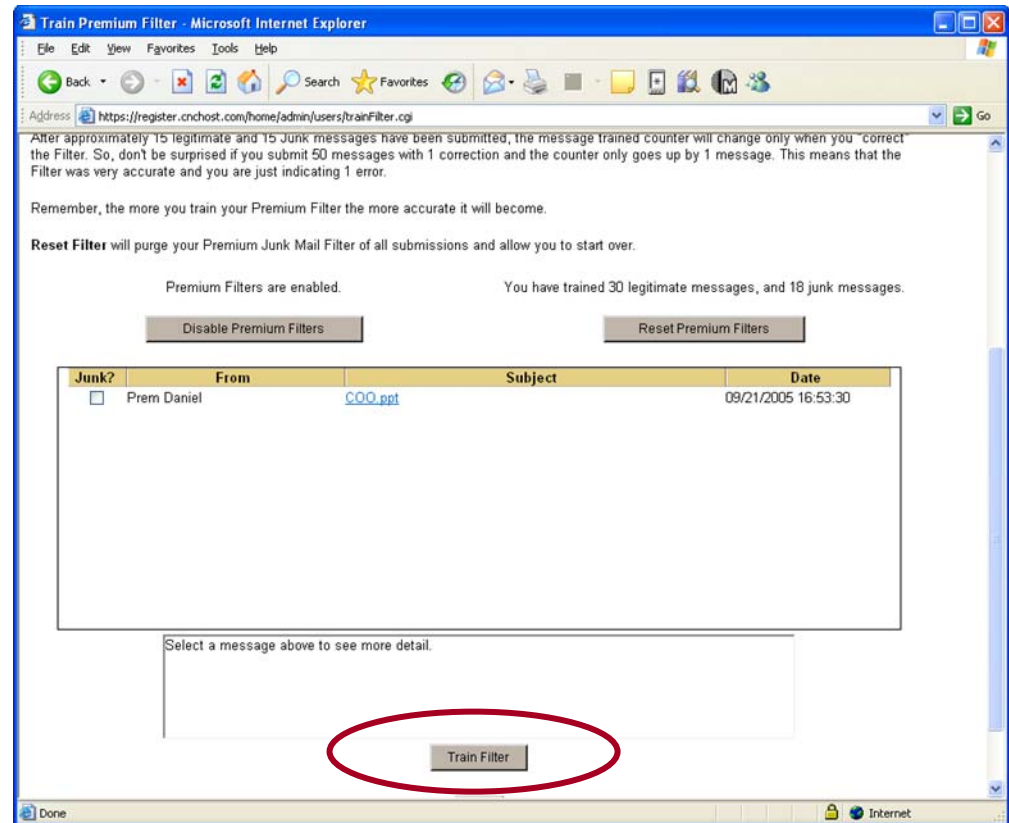 Train Premium Filter - Microsoft Internet Explorer
File Edit View Favorites Tools Help
Back Search Favorites
Address https://register.cnchost.com/home/admin/users/trainFilter.cgi Go
After approximately 15 legitimate and 15 Junk messages have been submitted, the message trained counter will change only when you "correct"
the Filter. So, don't be surprised if you submit 50 messages with 1 correction and the counter only goes up by 1 message. This means that the
Filter was very accurate and you are just indicating 1 error.
Remember, the more you train your Premium Filter the more accurate it will become.
Reset Filter will purge your Premium Junk Mail Filter of all submissions and allow you to start over.
Premium Filters are enabled. You have trained 30 legitimate messages, and 18 junk messages.
Disable Premium Filters Reset Premium Filters
Junk? From Subject Date
Prem Daniel COO.ppt 09/21/2005 16:53:30
Select a message above to see more detail.
Train Filter
Done Internet